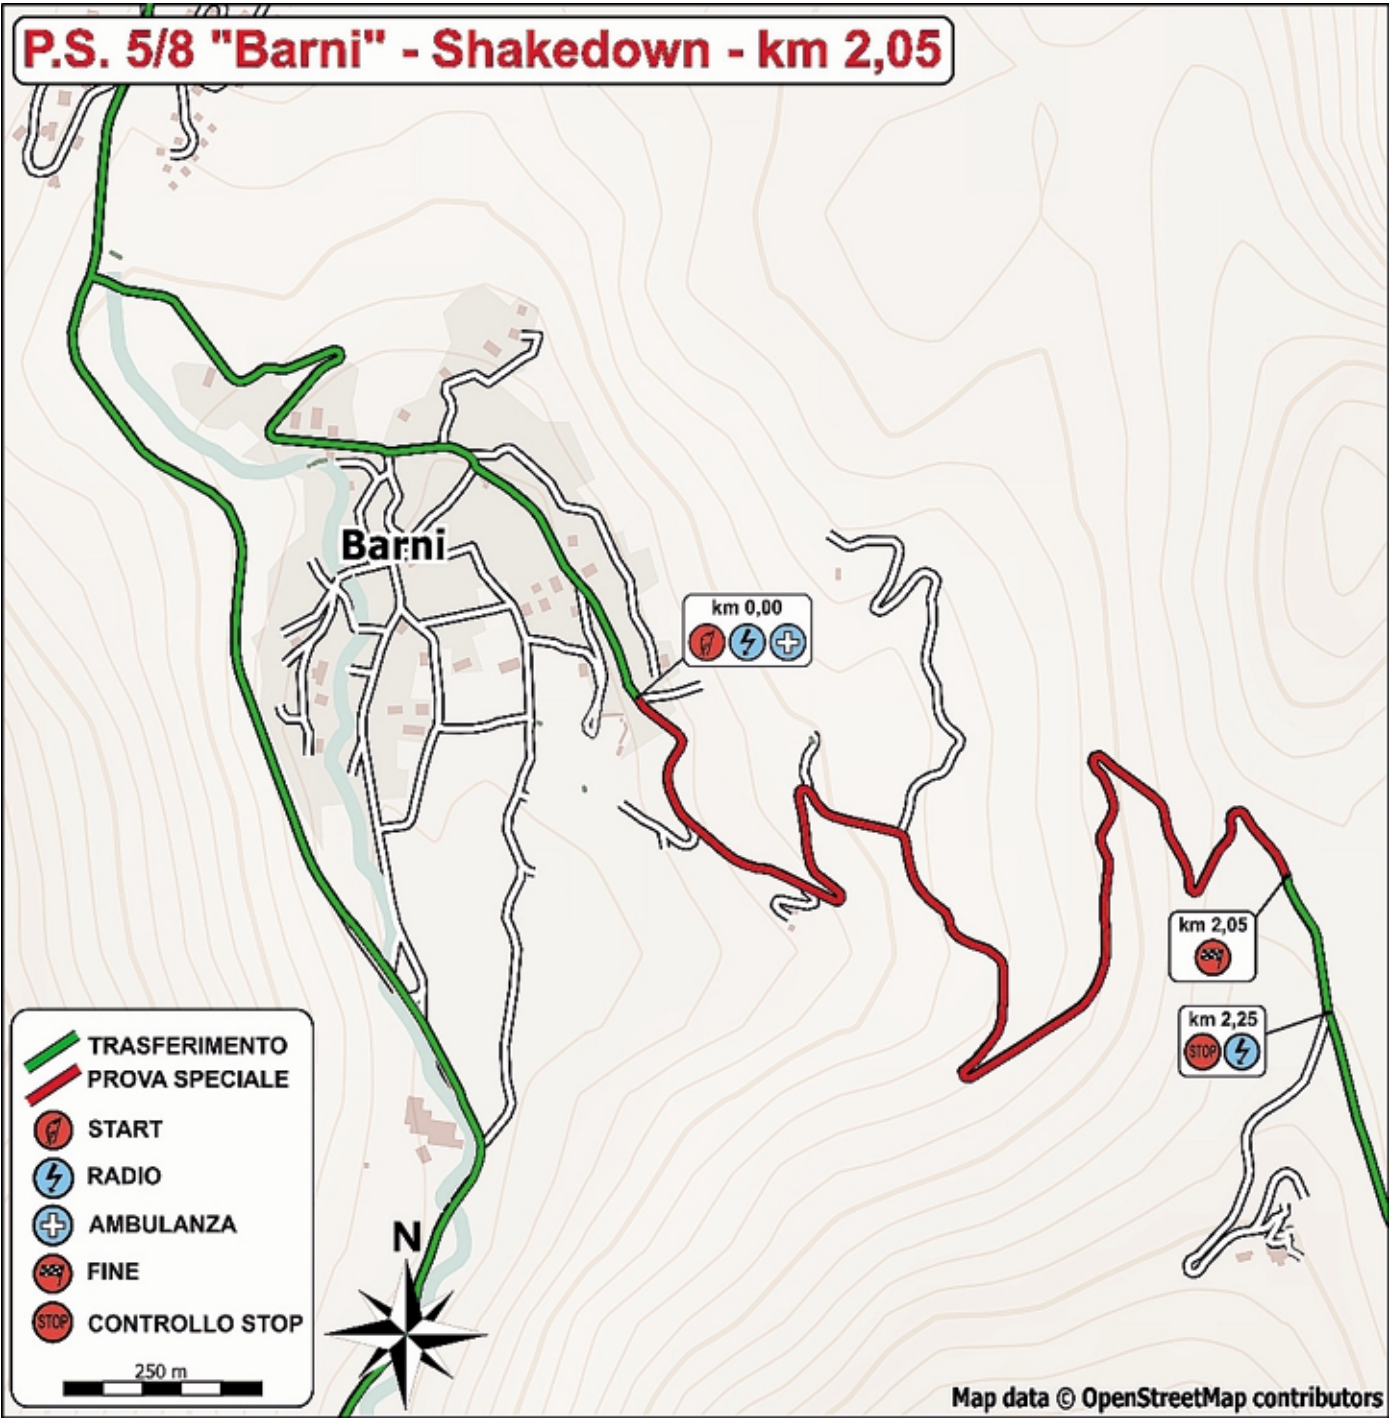 P.S. 5/8 "Barni" - Shakedown - km 2,05
Barni
km 0,00
km 2,05
km 2,25
STOP
TRASFERIMENTO
PROVA SPECIALE
START
RADIO
AMBULANZA
FINE
STOP CONTROLLO STOP
250 m
N
Map data © OpenStreetMap contributors